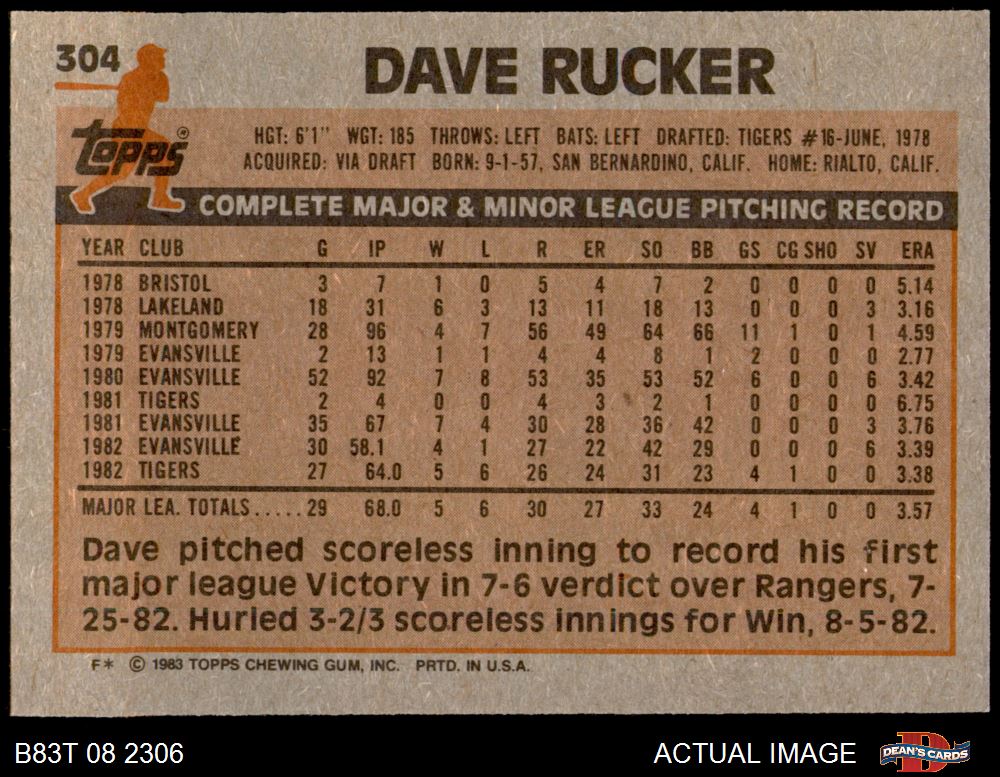 304 DAVE RUCKER
Topps®
HGT: 6'1" WGT: 185 THROWS: LEFT BATS: LEFT DRAFTED: TIGERS #16-JUNE, 1978
ACQUIRED: VIA DRAFT BORN: 9-1-57, SAN BERNARDINO, CALIF. HOME: RIALTO, CALIF.
COMPLETE MAJOR & MINOR LEAGUE PITCHING RECORD
YEAR CLUB G IP W L R ER SO BB GS CG SHO SV ERA
1978 BRISTOL 3 7 1 0 5 4 7 2 0 0 0 0 5.14
1978 LAKELAND 18 31 6 3 13 11 18 13 0 0 0 3 3.16
1979 MONTGOMERY 28 96 4 7 56 49 64 66 11 1 0 1 4.59
1979 EVANSVILLE 2 13 1 1 4 4 8 1 2 0 0 0 2.77
1980 EVANSVILLE 52 92 7 8 53 35 53 52 6 0 0 6 3.42
1981 TIGERS 2 4 0 0 4 3 2 1 0 0 0 0 6.75
1981 EVANSVILLE 35 67 7 4 30 28 36 42 0 0 0 3 3.76
1982 EVANSVILLE 30 58.1 4 1 27 22 42 29 0 0 0 6 3.39
1982 TIGERS 27 64.0 5 6 26 24 31 23 4 1 0 0 3.38
MAJOR LEA. TOTALS.....29 68.0 5 6 30 27 33 24 4 1 0 0 3.57
Dave pitched scoreless inning to record his first
major league Victory in 7-6 verdict over Rangers, 7-
25-82. Hurled 3-2/3 scoreless innings for Win, 8-5-82.
F* © 1983 TOPPS CHEWING GUM, INC. PRTD. IN U.S.A.
B83T 08 2306 ACTUAL IMAGE DEAN'S CARDS